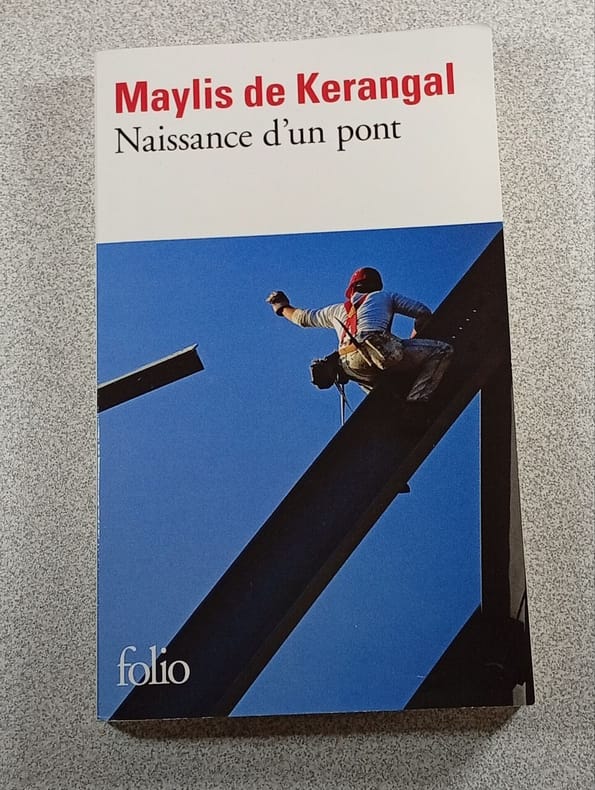 Maylis de Kerangal
Naissance d'un pont
folio